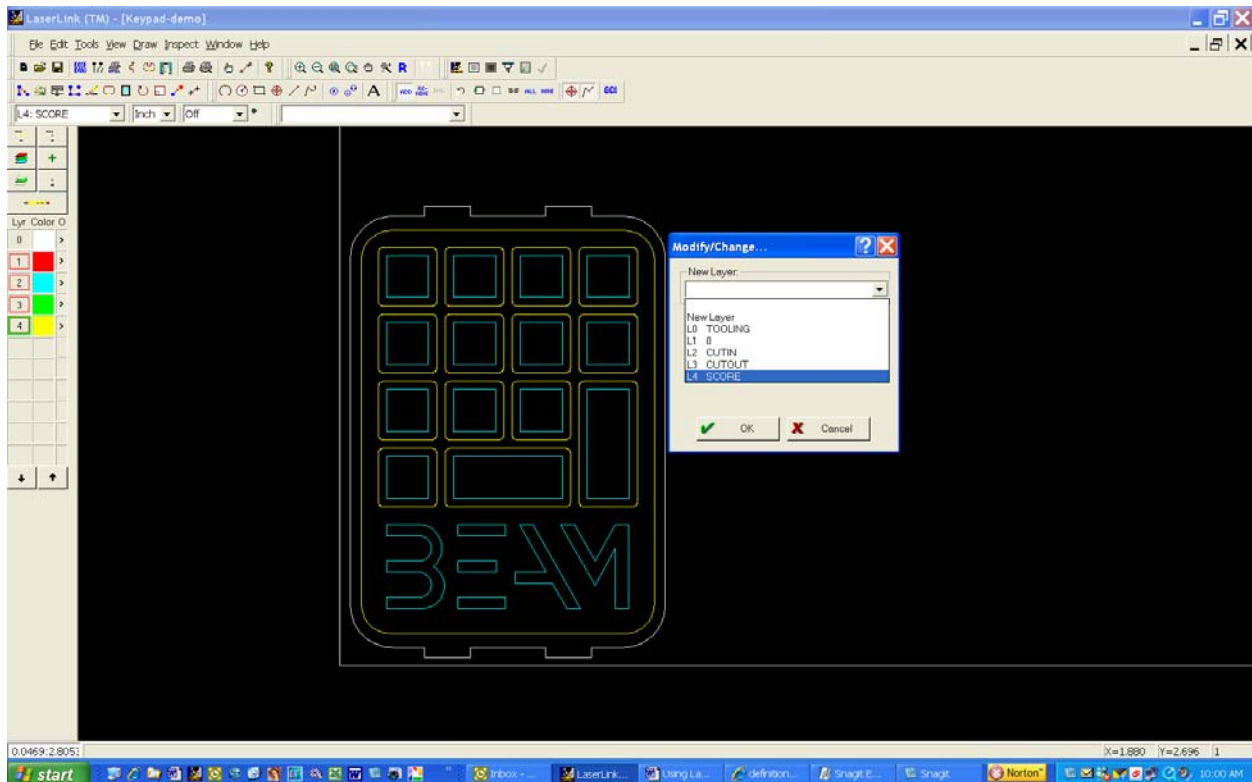 LaserLink (TM) - [Keypad-demo]
File Edit Tools View Draw Inspect Window Help
R
A
GCI
L4: SCORE Inch Off
Lyr Color O
0
1
2
3
4
Modify/Change...
New Layer:
New Layer
L0 TOOLING
L1 0
L2 CUTIN
L3 CUTOUT
L4 SCORE
OK Cancel
BEAM
0.0469:2.805 X=1.880 Y=2.696 1
start Inbox - ... LaserLink... Using La... definition... SnagIt E... SnagIt Norton 10:00 AM